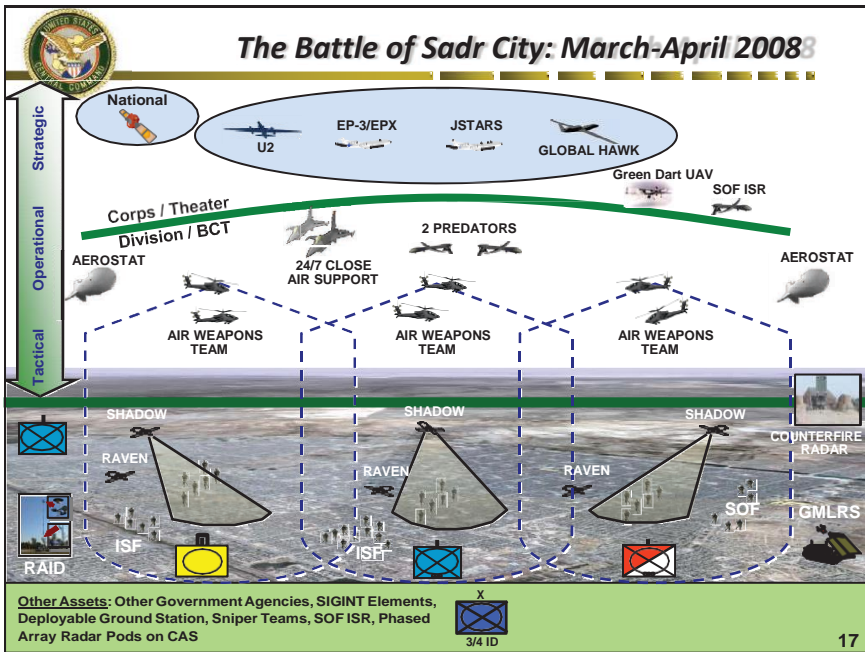 UNITED STATES
CENTRAL COMMAND
The Battle of Sadr City: March-April 2008
Strategic
Operational
Tactical
National
U2
EP-3/EPX
JSTARS
GLOBAL HAWK
Green Dart UAV
SOF ISR
Corps / Theater
Division / BCT
AEROSTAT
24/7 CLOSE
AIR SUPPORT
2 PREDATORS
AEROSTAT
AIR WEAPONS
TEAM
AIR WEAPONS
TEAM
AIR WEAPONS
TEAM
SHADOW
SHADOW
SHADOW
COUNTERFIRE
RADAR
RAVEN
RAVEN
RAVEN
RAID
ISF
ISF
SOF
GMLRS
Other Assets: Other Government Agencies, SIGINT Elements,
Deployable Ground Station, Sniper Teams, SOF ISR, Phased
Array Radar Pods on CAS
X
3/4 ID
17